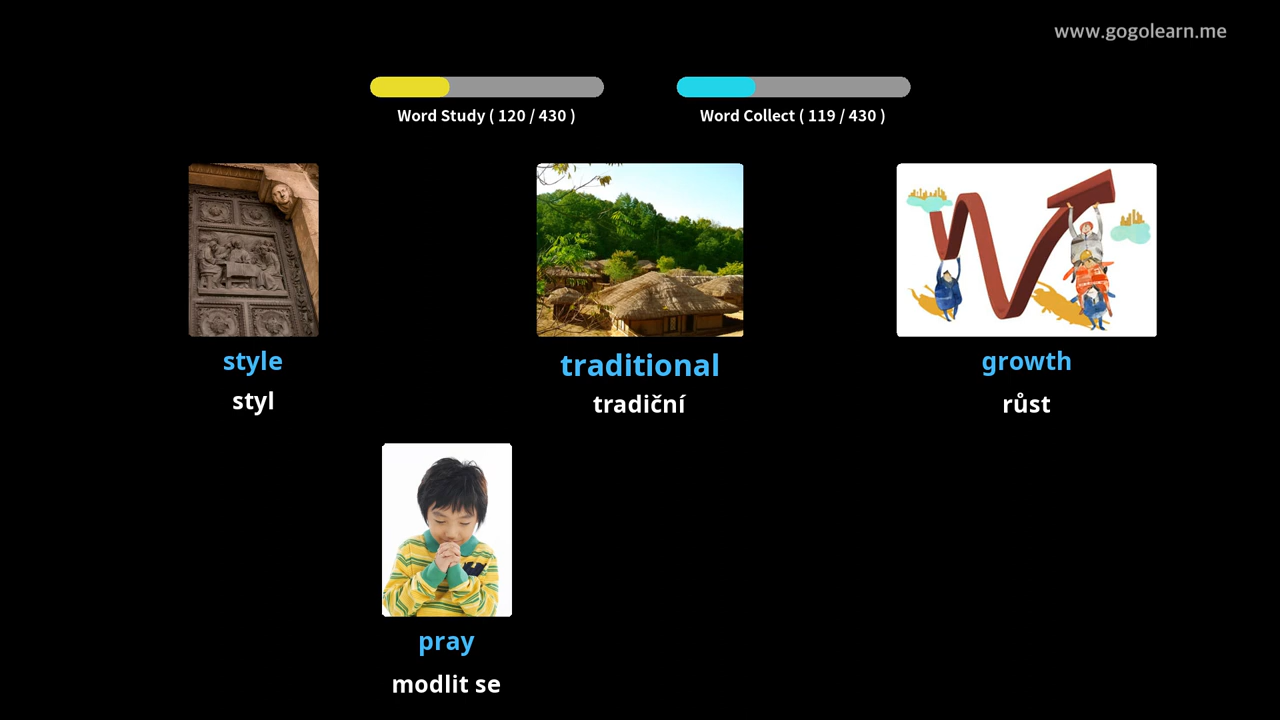 www.gogolearn.me
Word Study ( 120 / 430 )
Word Collect ( 119 / 430 )
style
styl
traditional
tradiční
growth
růst
pray
modlit se